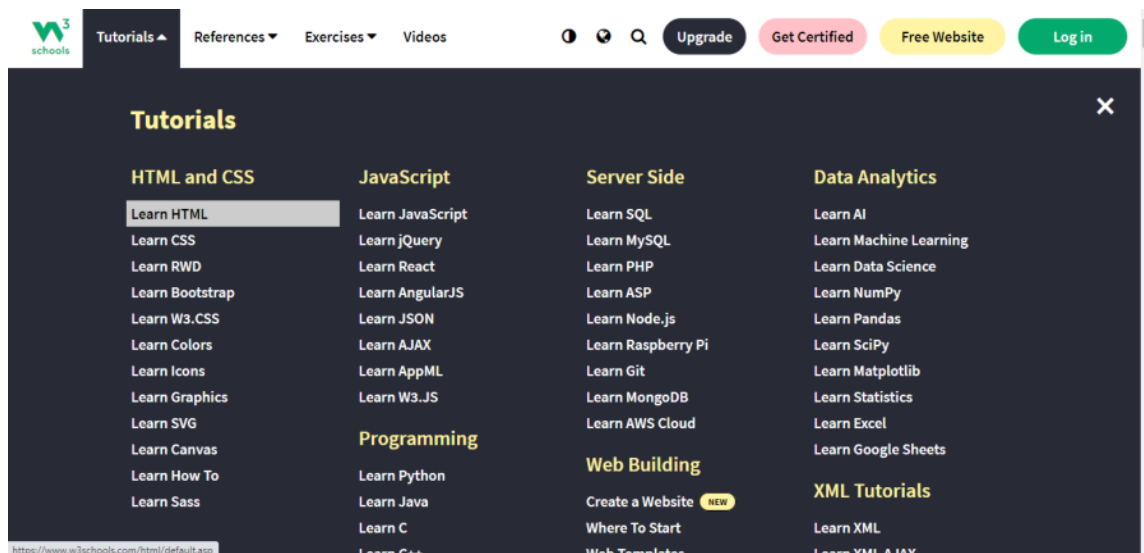 w3 schools
Tutorials References Exercises Videos Upgrade Get Certified Free Website Log in
Tutorials
HTML and CSS
Learn HTML
Learn CSS
Learn RWD
Learn Bootstrap
Learn W3.CSS
Learn Colors
Learn Icons
Learn Graphics
Learn SVG
Learn Canvas
Learn How To
Learn Sass
JavaScript
Learn JavaScript
Learn jQuery
Learn React
Learn AngularJS
Learn JSON
Learn AJAX
Learn AppML
Learn W3.JS
Programming
Learn Python
Learn Java
Learn C
Learn C++
Server Side
Learn SQL
Learn MySQL
Learn PHP
Learn ASP
Learn Node.js
Learn Raspberry Pi
Learn Git
Learn MongoDB
Learn AWS Cloud
Web Building
Create a Website NEW
Where To Start
Web Templates
Data Analytics
Learn AI
Learn Machine Learning
Learn Data Science
Learn NumPy
Learn Pandas
Learn SciPy
Learn Matplotlib
Learn Statistics
Learn Excel
Learn Google Sheets
XML Tutorials
Learn XML
Learn XML AJAX
https://www.w3schools.com/html/default.asp